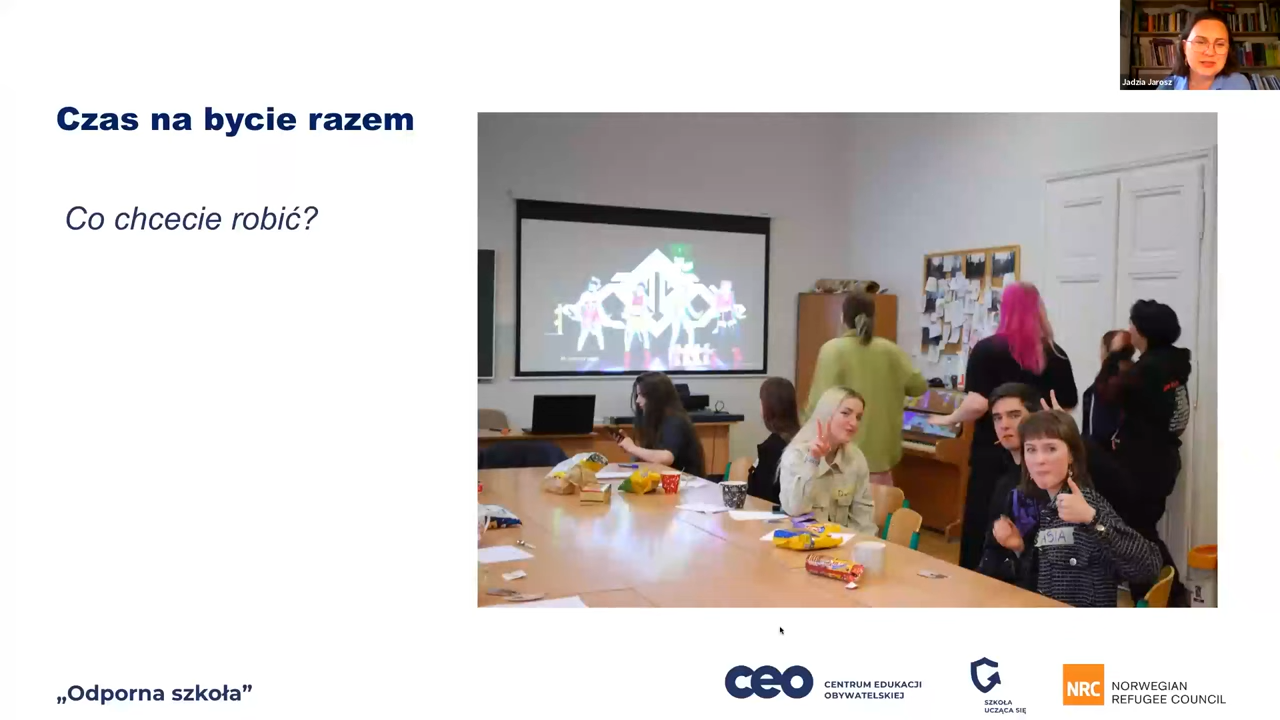 Jadzia Jarosz
Czas na bycie razem
Co chcecie robić?
„Odporna szkoła”
ceo
CENTRUM EDUKACJI
OBYWATELSKIEJ
SZKOŁA
UCZĄCA SIĘ
NRC
NORWEGIAN
REFUGEE COUNCIL